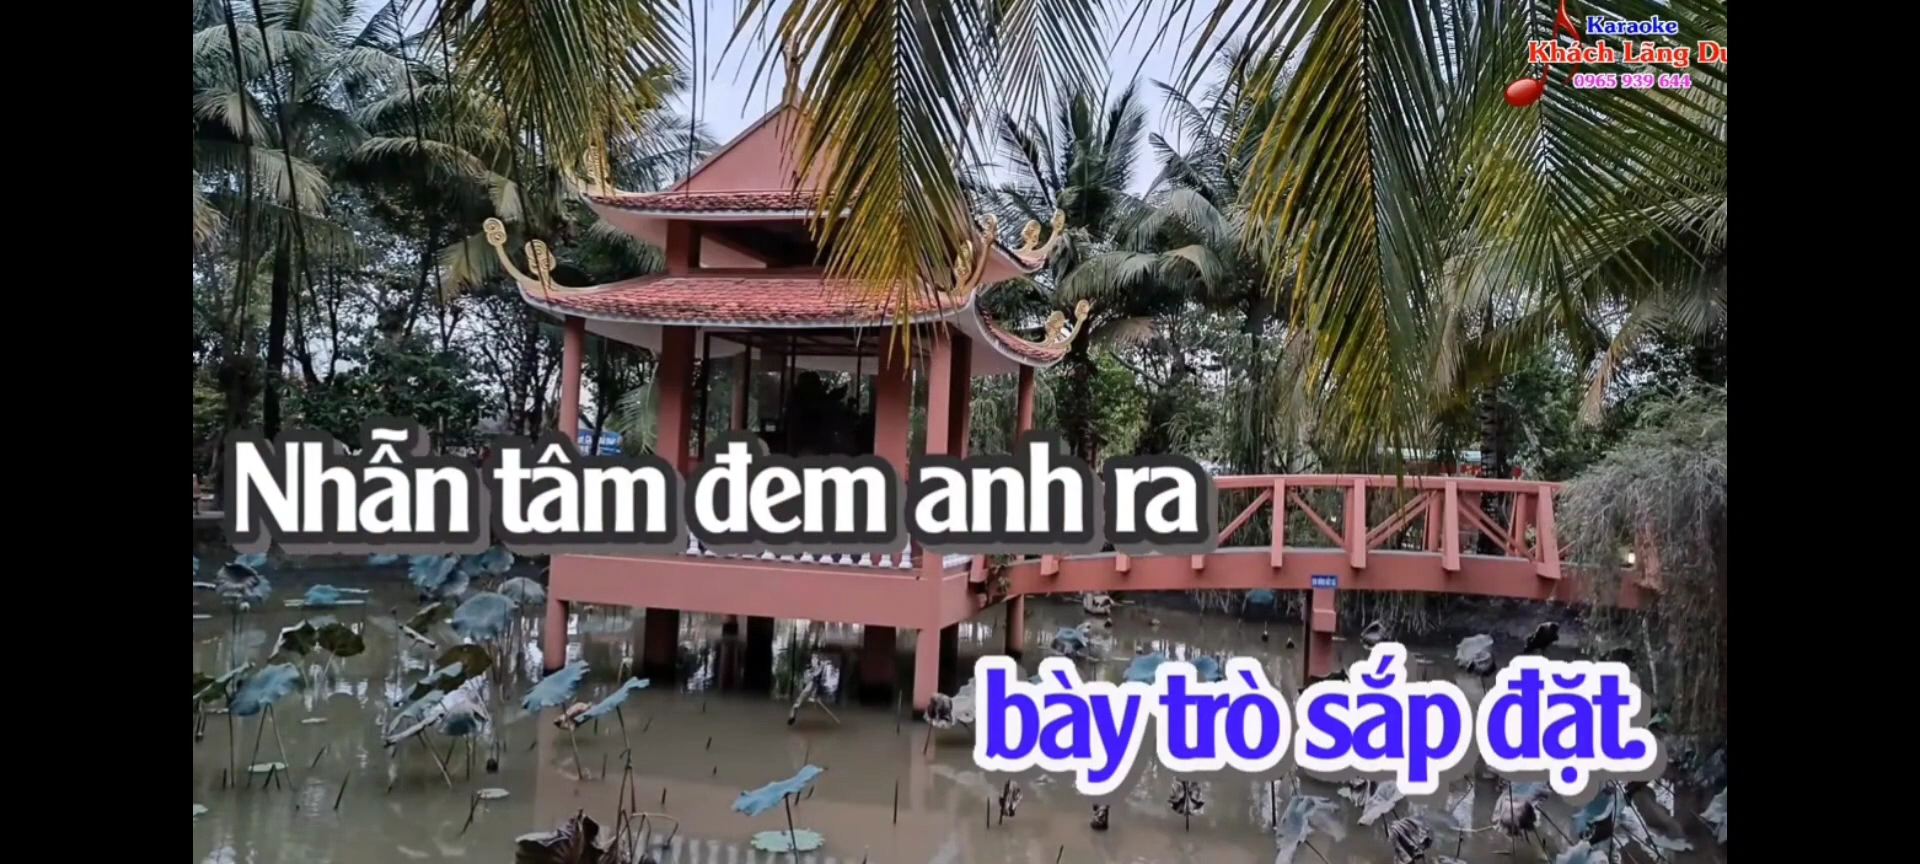 Karaoke
Khách Lãng Du
0965 939 644
Nhẫn tâm đem anh ra
bày trò sắp đặt.